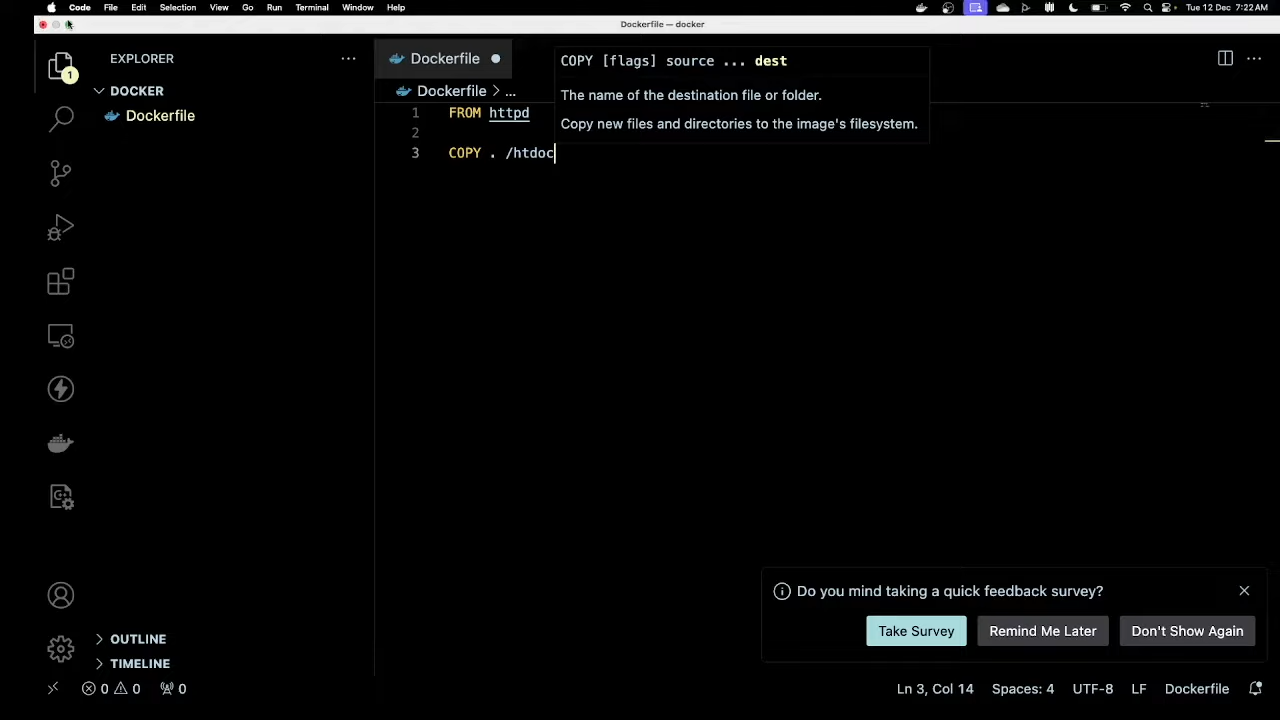 Code File Edit Selection View Go Run Terminal Window Help
Tue 12 Dec 7:22 AM
Dockerfile — docker
EXPLORER
1
DOCKER
Dockerfile
Dockerfile
Dockerfile > ...
1 FROM httpd
2
3 COPY . /htdoc
COPY [flags] source ... dest
The name of the destination file or folder.
Copy new files and directories to the image's filesystem.
Do you mind taking a quick feedback survey?
Take Survey
Remind Me Later
Don't Show Again
OUTLINE
TIMELINE
0 0 0
Ln 3, Col 14 Spaces: 4 UTF-8 LF Dockerfile